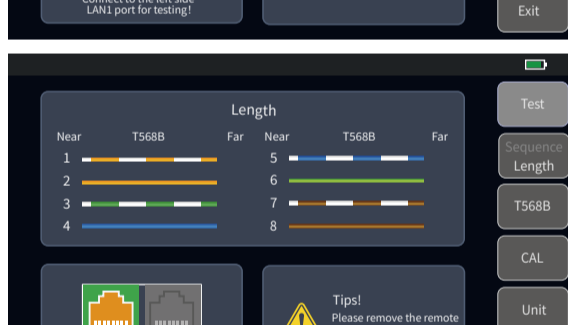 Connect to the left side
LAN1 port for testing!
Exit
Length
Near T568B Far Near T568B Far
1 5
2 6
3 7
4 8
Test
Sequence
Length
T568B
CAL
Unit
Tips!
Please remove the remote